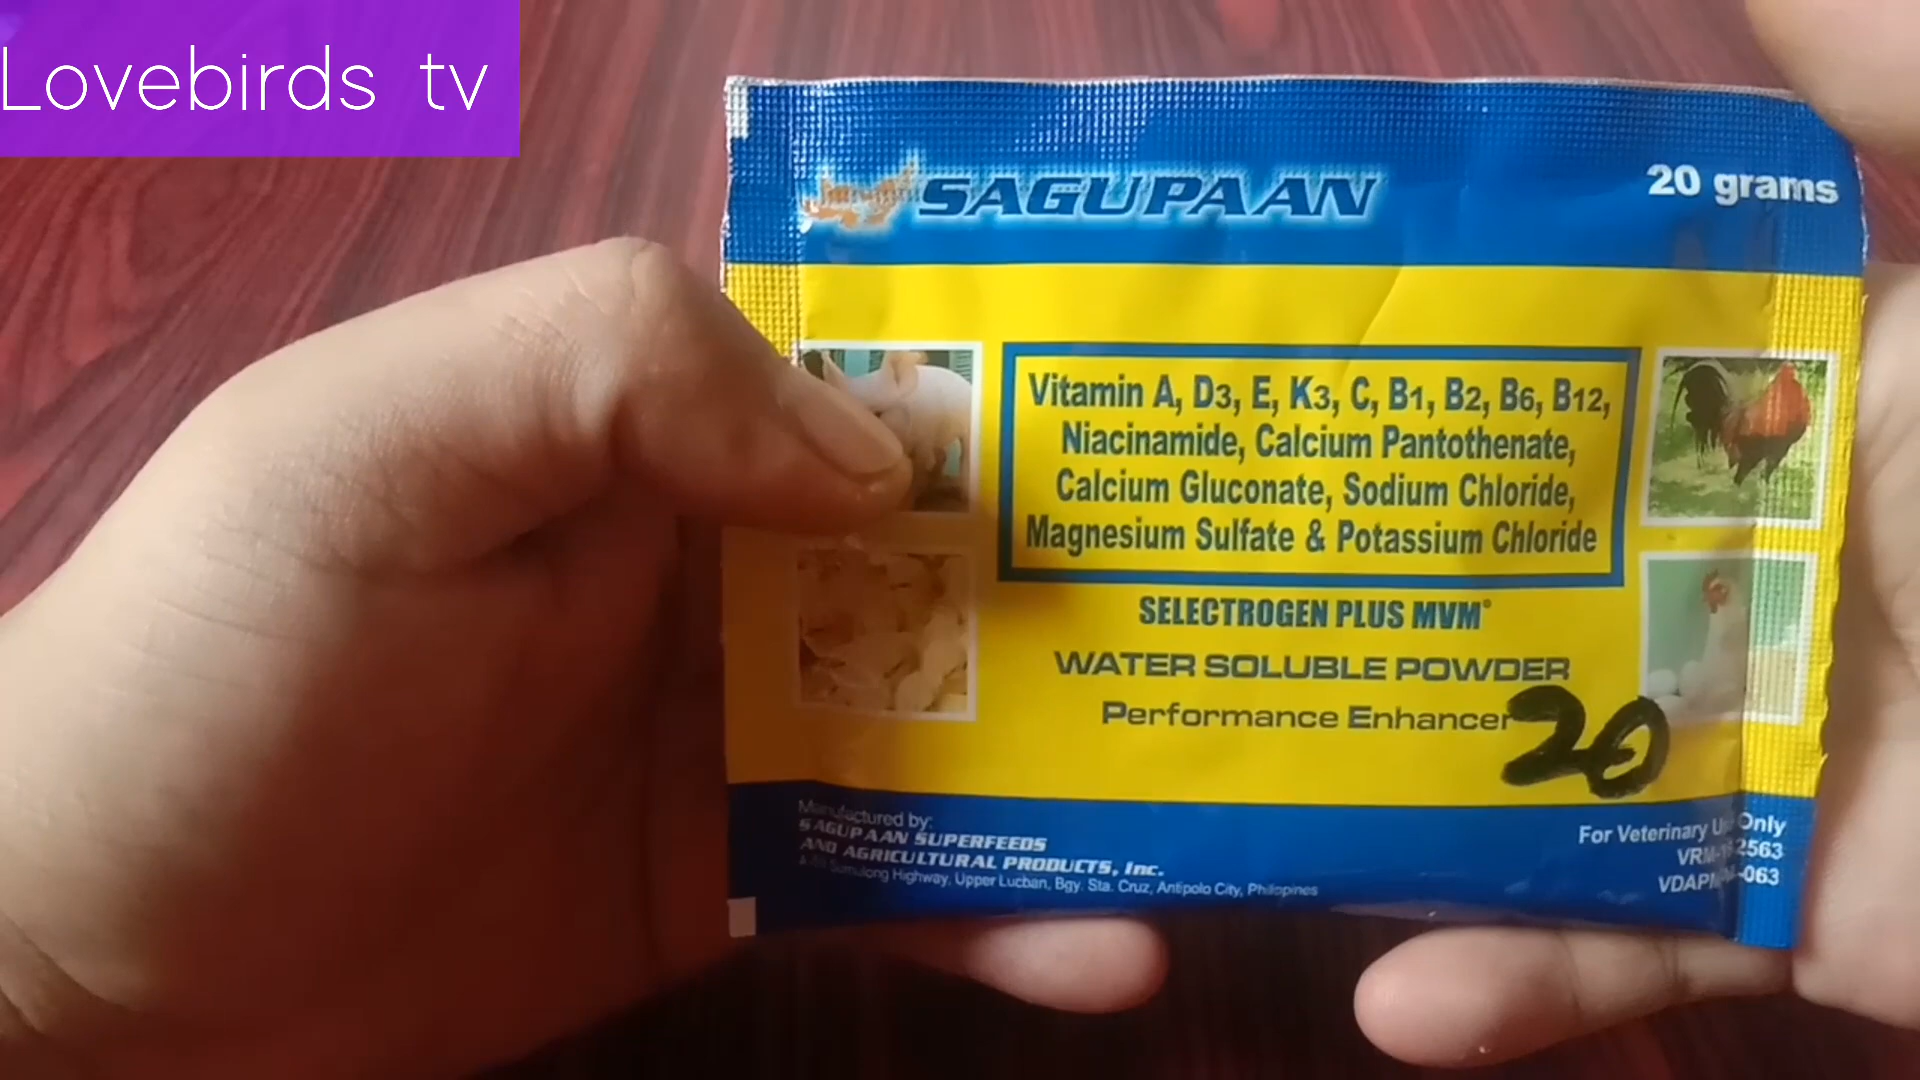 Lovebirds tv
SAGUPAAN
20 grams
Vitamin A, D3, E, K3, C, B1, B2, B6, B12,
Niacinamide, Calcium Pantothenate,
Calcium Gluconate, Sodium Chloride,
Magnesium Sulfate & Potassium Chloride
SELECTROGEN PLUS MVM®
WATER SOLUBLE POWDER
Performance Enhancer
20
Manufactured by:
SAGUPAAN SUPERFEEDS
AND AGRICULTURAL PRODUCTS, Inc.
Sumulong Highway, Upper Lucban, Bgy. Sta. Cruz, Antipolo City, Philippines
For Veterinary Use Only
2563
-063